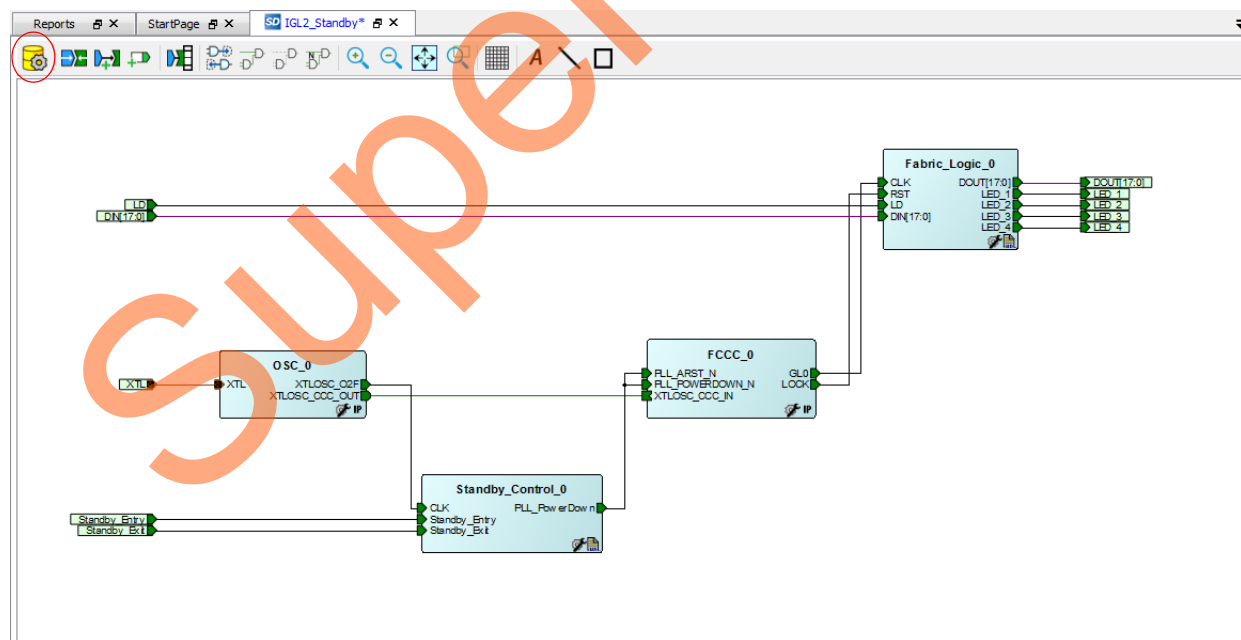 Reports
StartPage
SD IGL2_Standby*
A
Fabric_Logic_0
CLK
DOUT[17:0]
RST
LED_1
LD
LED_2
DIN[17:0]
LED_3
LED_4
DOUT[17:0]
LED_1
LED_2
LED_3
LED_4
LD
DIN[17:0]
FCCC_0
PLL_ARST_N
GL0
PLL_POWERDOWN_N
LOCK
XTLOSC_CCC_IN
IP
OSC_0
XTL
XTL
XTLOSC_O2F
XTLOSC_CCC_OUT
IP
Standby_Control_0
CLK
PLL_PowerDown
Standby_Entry
Standby_Exit
Standby_Entry
Standby_Exit